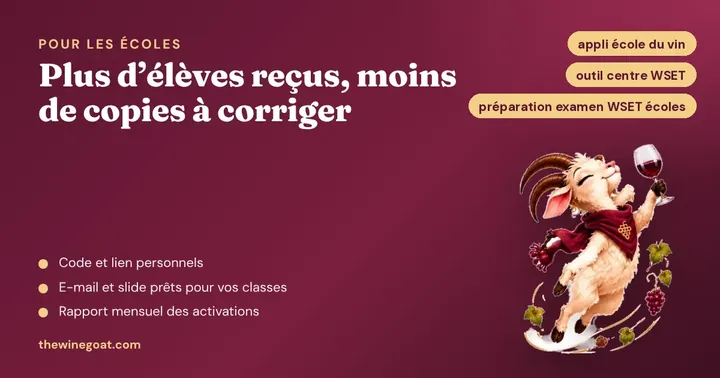 POUR LES ÉCOLES
Plus d’élèves reçus, moins
de copies à corriger
appli école du vin
outil centre WSET
préparation examen WSET écoles
Code et lien personnels
E-mail et slide prêts pour vos classes
Rapport mensuel des activations
thewinegoat.com